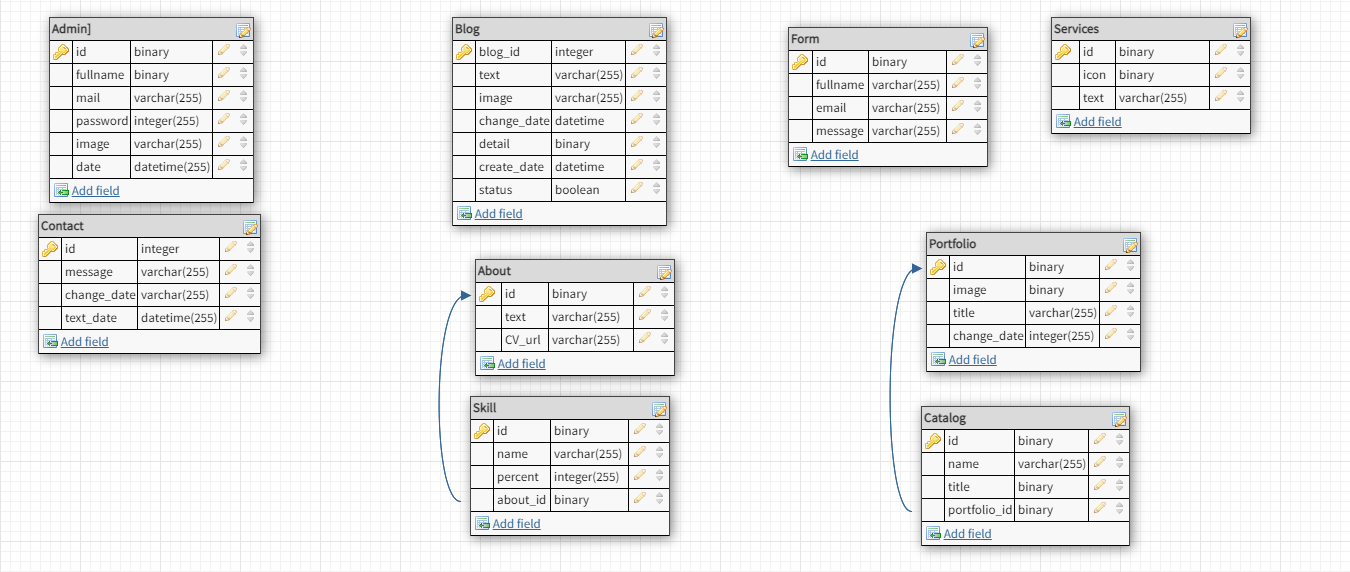 Admin]
id binary
fullname binary
mail varchar(255)
password integer(255)
image varchar(255)
date datetime(255)
Add field
Contact
id integer
message varchar(255)
change_date varchar(255)
text_date datetime(255)
Add field
Blog
blog_id integer
text varchar(255)
image varchar(255)
change_date datetime
detail binary
create_date datetime
status boolean
Add field
About
id binary
text varchar(255)
CV_url varchar(255)
Add field
Skill
id binary
name varchar(255)
percent integer(255)
about_id binary
Add field
Form
id binary
fullname varchar(255)
email varchar(255)
message varchar(255)
Add field
Services
id binary
icon binary
text varchar(255)
Add field
Portfolio
id binary
image binary
title varchar(255)
change_date integer(255)
Add field
Catalog
id binary
name varchar(255)
title binary
portfolio_id binary
Add field